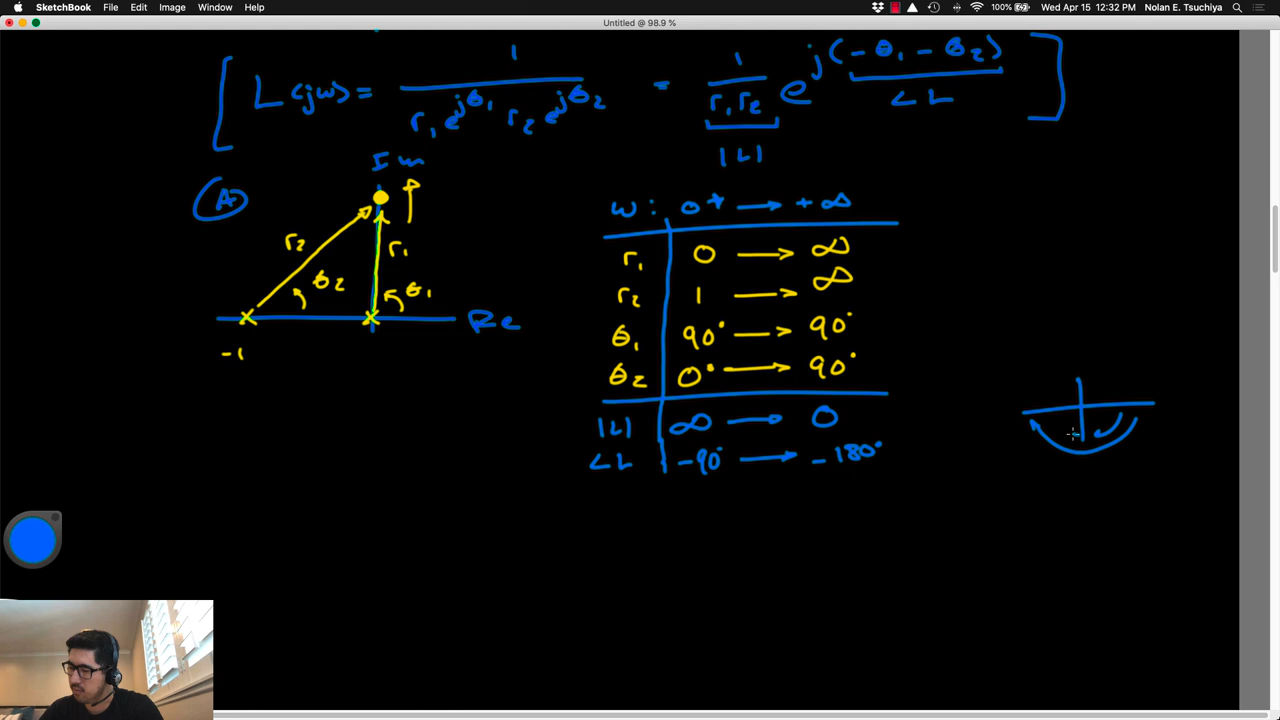 SketchBook File Edit Image Window Help 100% Wed Apr 15 12:32 PM Nolan E. Tsuchiya
Untitled @ 98.9 %
[ L(jω) = 1 / (r₁e^{jθ₁} r₂e^{jθ₂}) = 1 / (r₁r₂) e^{j(-θ₁ - θ₂)} ]
|L| ∠L
A
Im
r₂ r₁
θ₂ θ₁
Re
-1
ω: 0⁺ → +∞
r₁ 0 → ∞
r₂ 1 → ∞
θ₁ 90° → 90°
θ₂ 0° → 90°
|L| ∞ → 0
∠L -90° → -180°